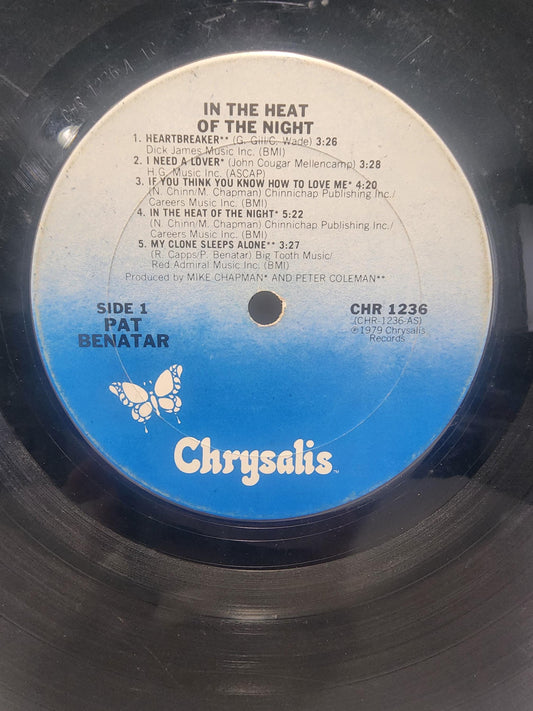 IN THE HEAT
OF THE NIGHT
1. HEARTBREAKER** (G. Gill/C. Wade) 3:26
Dick James Music Inc. (BMI)
2. I NEED A LOVER* (John Cougar Mellencamp) 3:28
H.G. Music Inc. (ASCAP)
3. IF YOU THINK YOU KNOW HOW TO LOVE ME* 4:20
(N. Chinn/M. Chapman) Chinnichap Publishing Inc./
Careers Music Inc. (BMI)
4. IN THE HEAT OF THE NIGHT* 5:22
(N. Chinn/M. Chapman) Chinnichap Publishing Inc./
Careers Music Inc. (BMI)
5. MY CLONE SLEEPS ALONE** 3:27
(R. Capps/P. Benatar) Big Tooth Music/
Red Admiral Music Inc. (BMI)
Produced by MIKE CHAPMAN* AND PETER COLEMAN**
SIDE 1
PAT
BENATAR
CHR 1236
(CHR-1236-AS)
℗1979 Chrysalis
Records
Chrysalis™